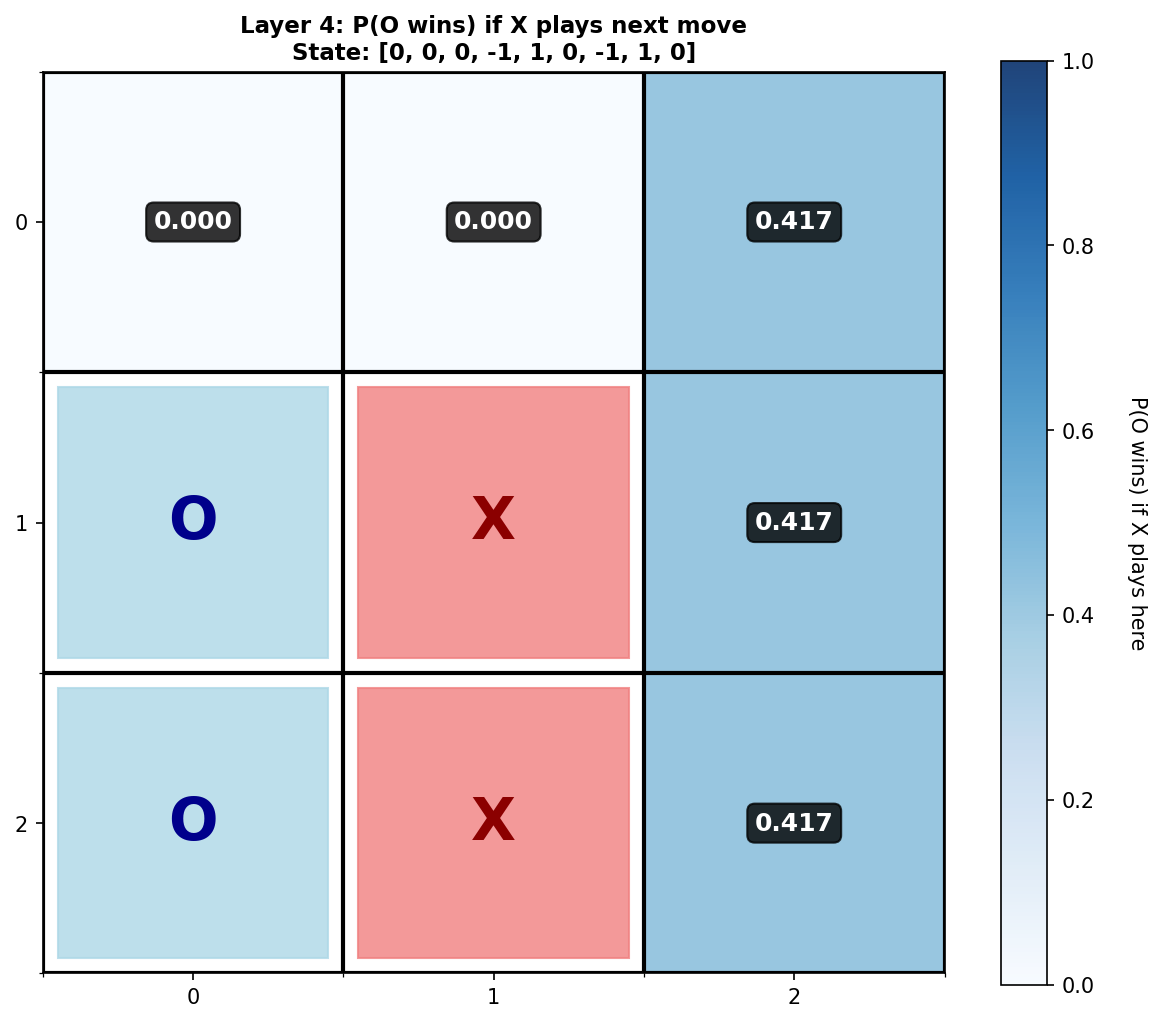 Layer 4: P(O wins) if X plays next move
State: [0, 0, 0, -1, 1, 0, -1, 1, 0]
0
0.000
0.000
0.417
1
O
X
0.417
2
O
X
0.417
0
1
2
1.0
0.8
0.6
0.4
0.2
0.0
P(O wins) if X plays here